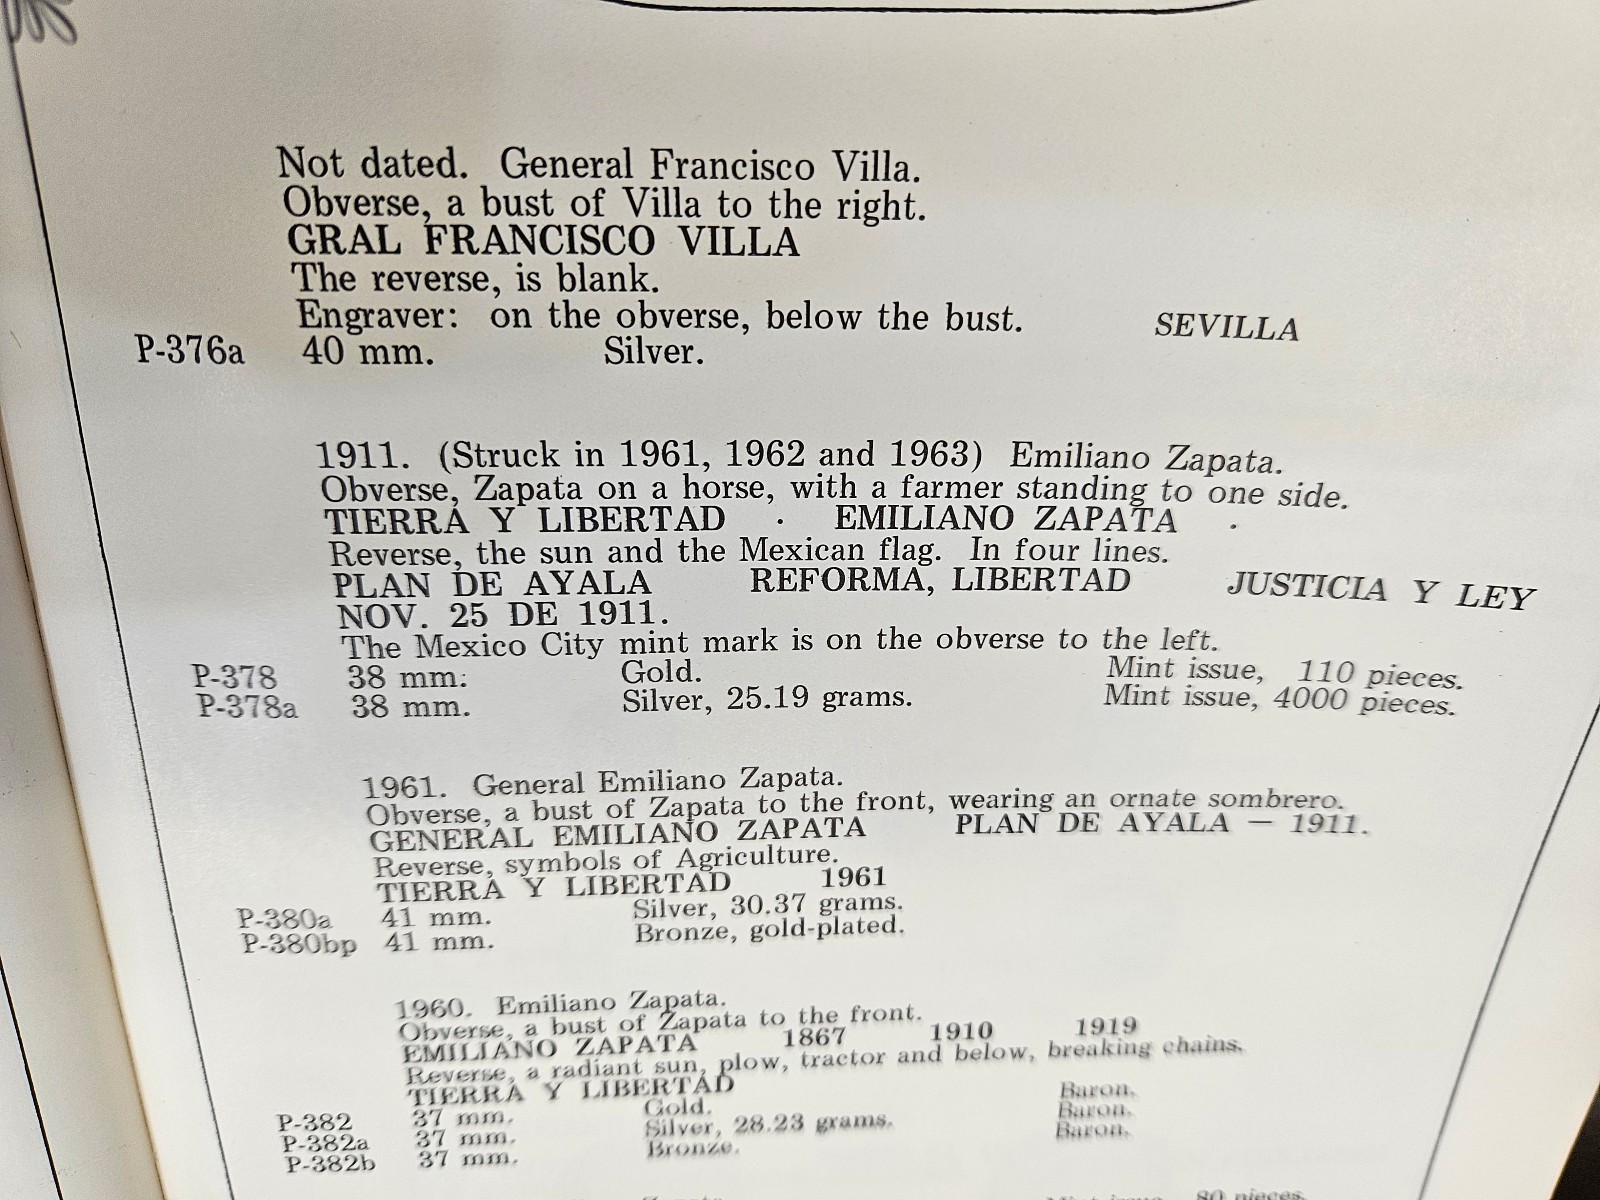 Not dated. General Francisco Villa.
Obverse, a bust of Villa to the right.
GRAL FRANCISCO VILLA
The reverse, is blank.
Engraver: on the obverse, below the bust. SEVILLA
P-376a 40 mm. Silver.
1911. (Struck in 1961, 1962 and 1963) Emiliano Zapata.
Obverse, Zapata on a horse, with a farmer standing to one side.
TIERRA Y LIBERTAD · EMILIANO ZAPATA ·
Reverse, the sun and the Mexican flag. In four lines.
PLAN DE AYALA REFORMA, LIBERTAD JUSTICIA Y LEY
NOV. 25 DE 1911.
The Mexico City mint mark is on the obverse to the left.
P-378 38 mm. Gold. Mint issue, 110 pieces.
P-378a 38 mm. Silver, 25.19 grams. Mint issue, 4000 pieces.
1961. General Emiliano Zapata.
Obverse, a bust of Zapata to the front, wearing an ornate sombrero.
GENERAL EMILIANO ZAPATA PLAN DE AYALA — 1911.
Reverse, symbols of Agriculture.
TIERRA Y LIBERTAD 1961
P-380a 41 mm. Silver, 30.37 grams.
P-380bp 41 mm. Bronze, gold-plated.
1960. Emiliano Zapata.
Obverse, a bust of Zapata to the front.
EMILIANO ZAPATA 1867 1910 1919
Reverse, a radiant sun, plow, tractor and below, breaking chains.
TIERRA Y LIBERTAD
P-382 37 mm. Gold. Baron.
P-382a 37 mm. Silver, 28.23 grams. Baron.
P-382b 37 mm. Bronze. Baron.
80 pieces.